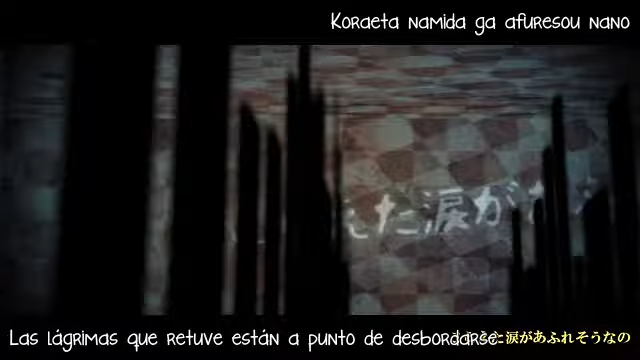 Koraeta namida ga afuresou nano
た涙が
Las lágrimas que retuve están a punto de desbordarse.
た涙があふれそうなの